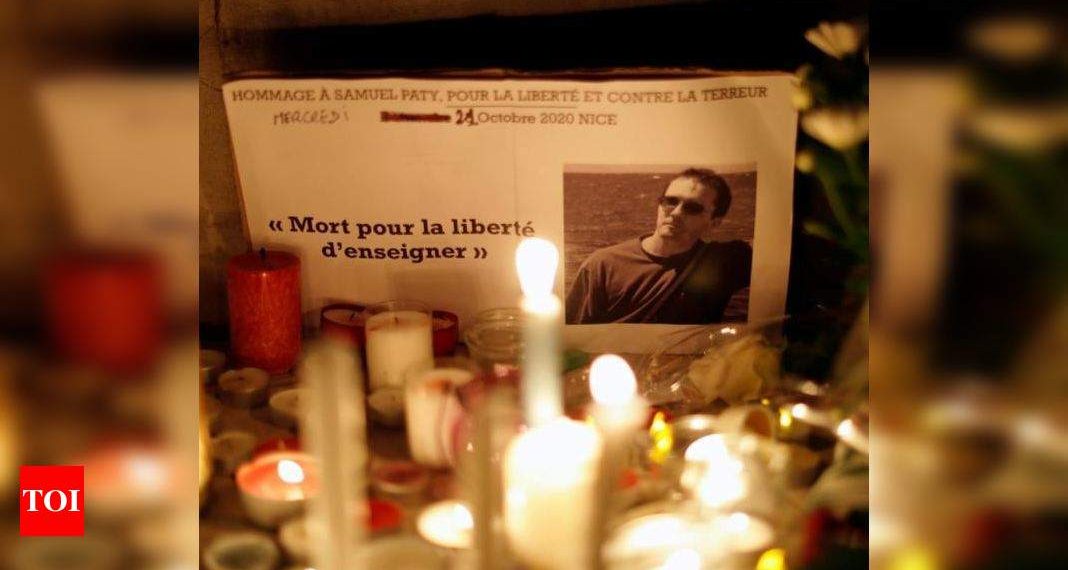 HOMMAGE À SAMUEL PATY, POUR LA LIBERTÉ ET CONTRE LA TERREUR
MERCREDI 21 Octobre 2020 NICE
« Mort pour la liberté
d'enseigner »
TOI